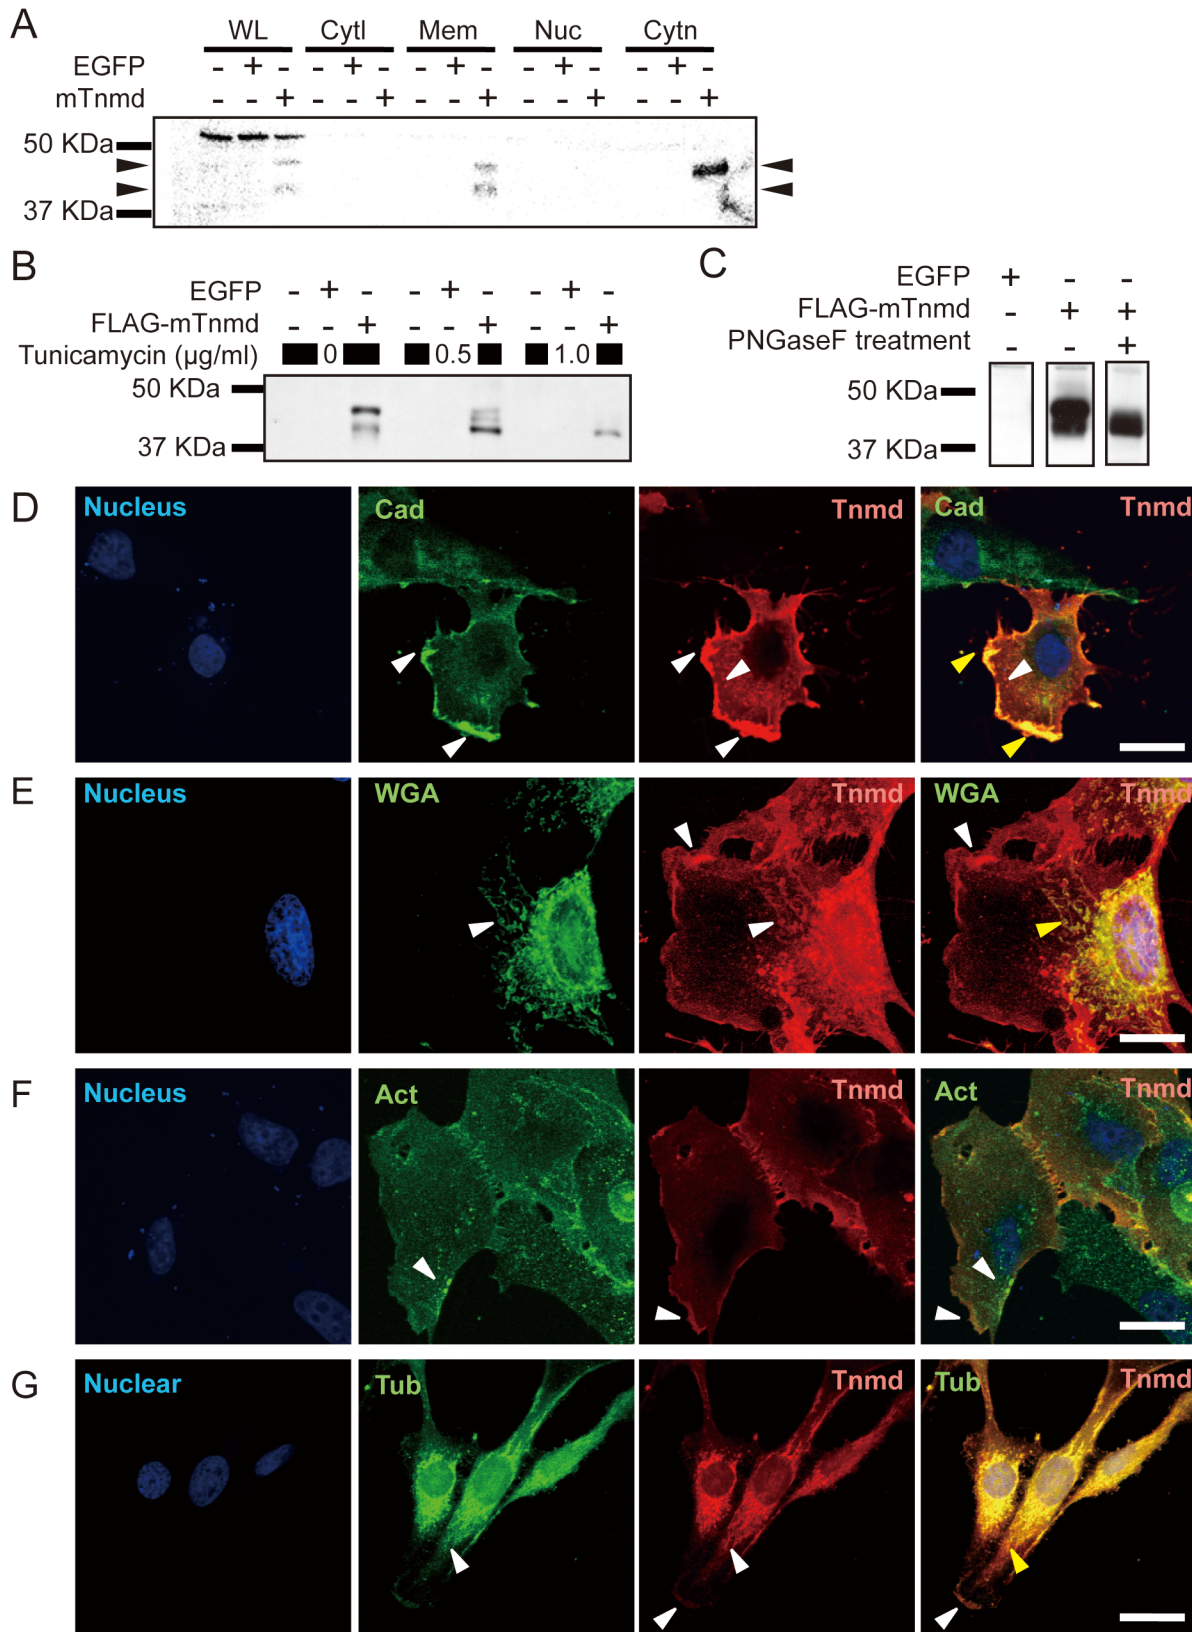 A
WL Cytl Mem Nuc Cytn
EGFP - + - - + - - + - - + - - + -
mTnmd - - + - - + - - + - - + - - +
50 KDa
37 KDa
B
EGFP - + - - + - - + -
FLAG-mTnmd - - + - - + - - +
Tunicamycin (µg/ml) 0 0.5 1.0
50 KDa
37 KDa
C
EGFP + - -
FLAG-mTnmd - + +
PNGaseF treatment - - +
50 KDa
37 KDa
D
Nucleus Cad Tnmd Cad Tnmd
E
Nucleus WGA Tnmd WGA Tnmd
F
Nucleus Act Tnmd Act Tnmd
G
Nuclear Tub Tnmd Tub Tnmd